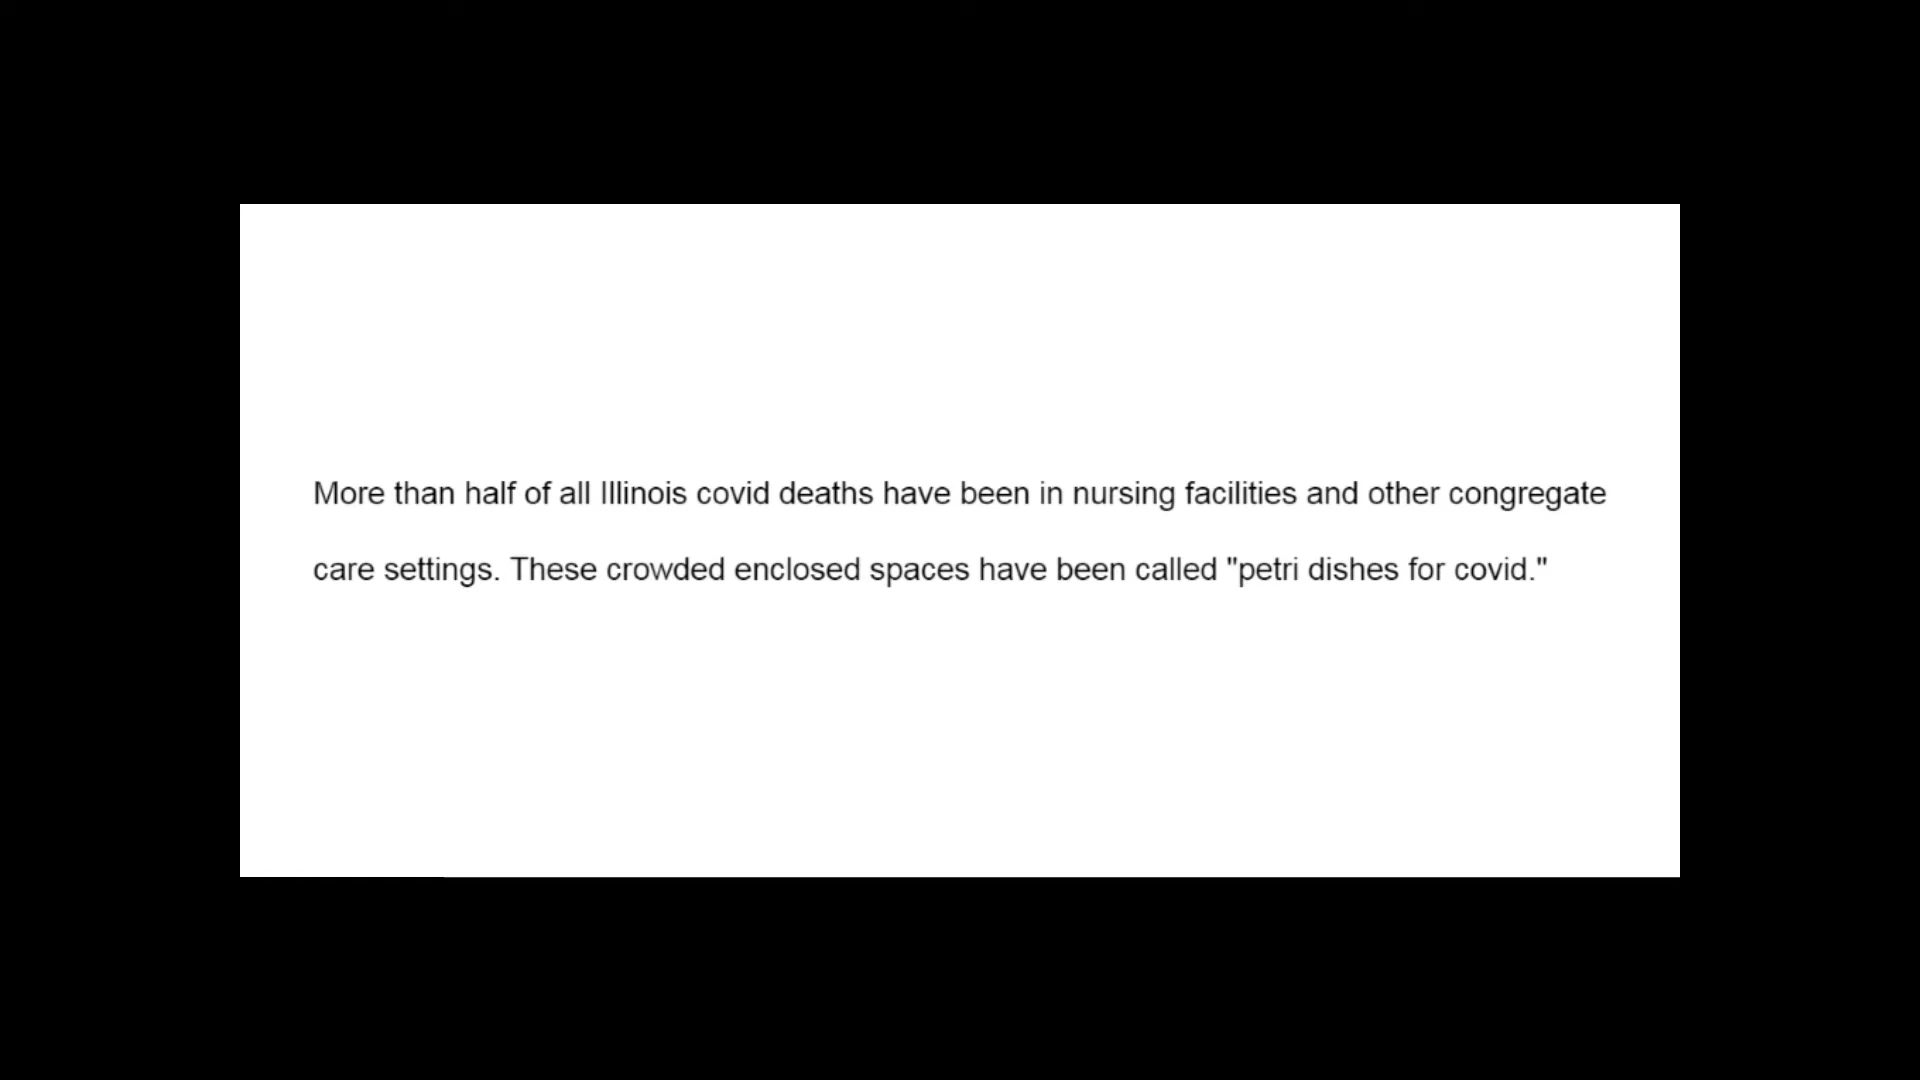 More than half of all Illinois covid deaths have been in nursing facilities and other congregate
care settings. These crowded enclosed spaces have been called "petri dishes for covid."